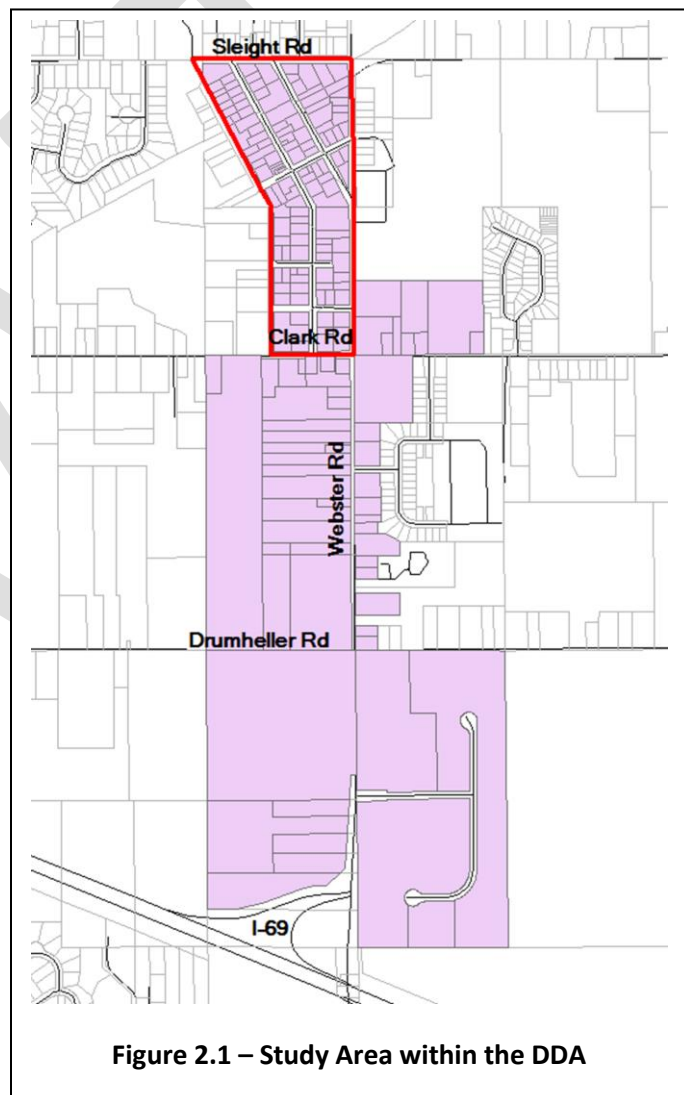 Sleight Rd
Clark Rd
Webster Rd
Drumheller Rd
I-69
Figure 2.1 – Study Area within the DDA